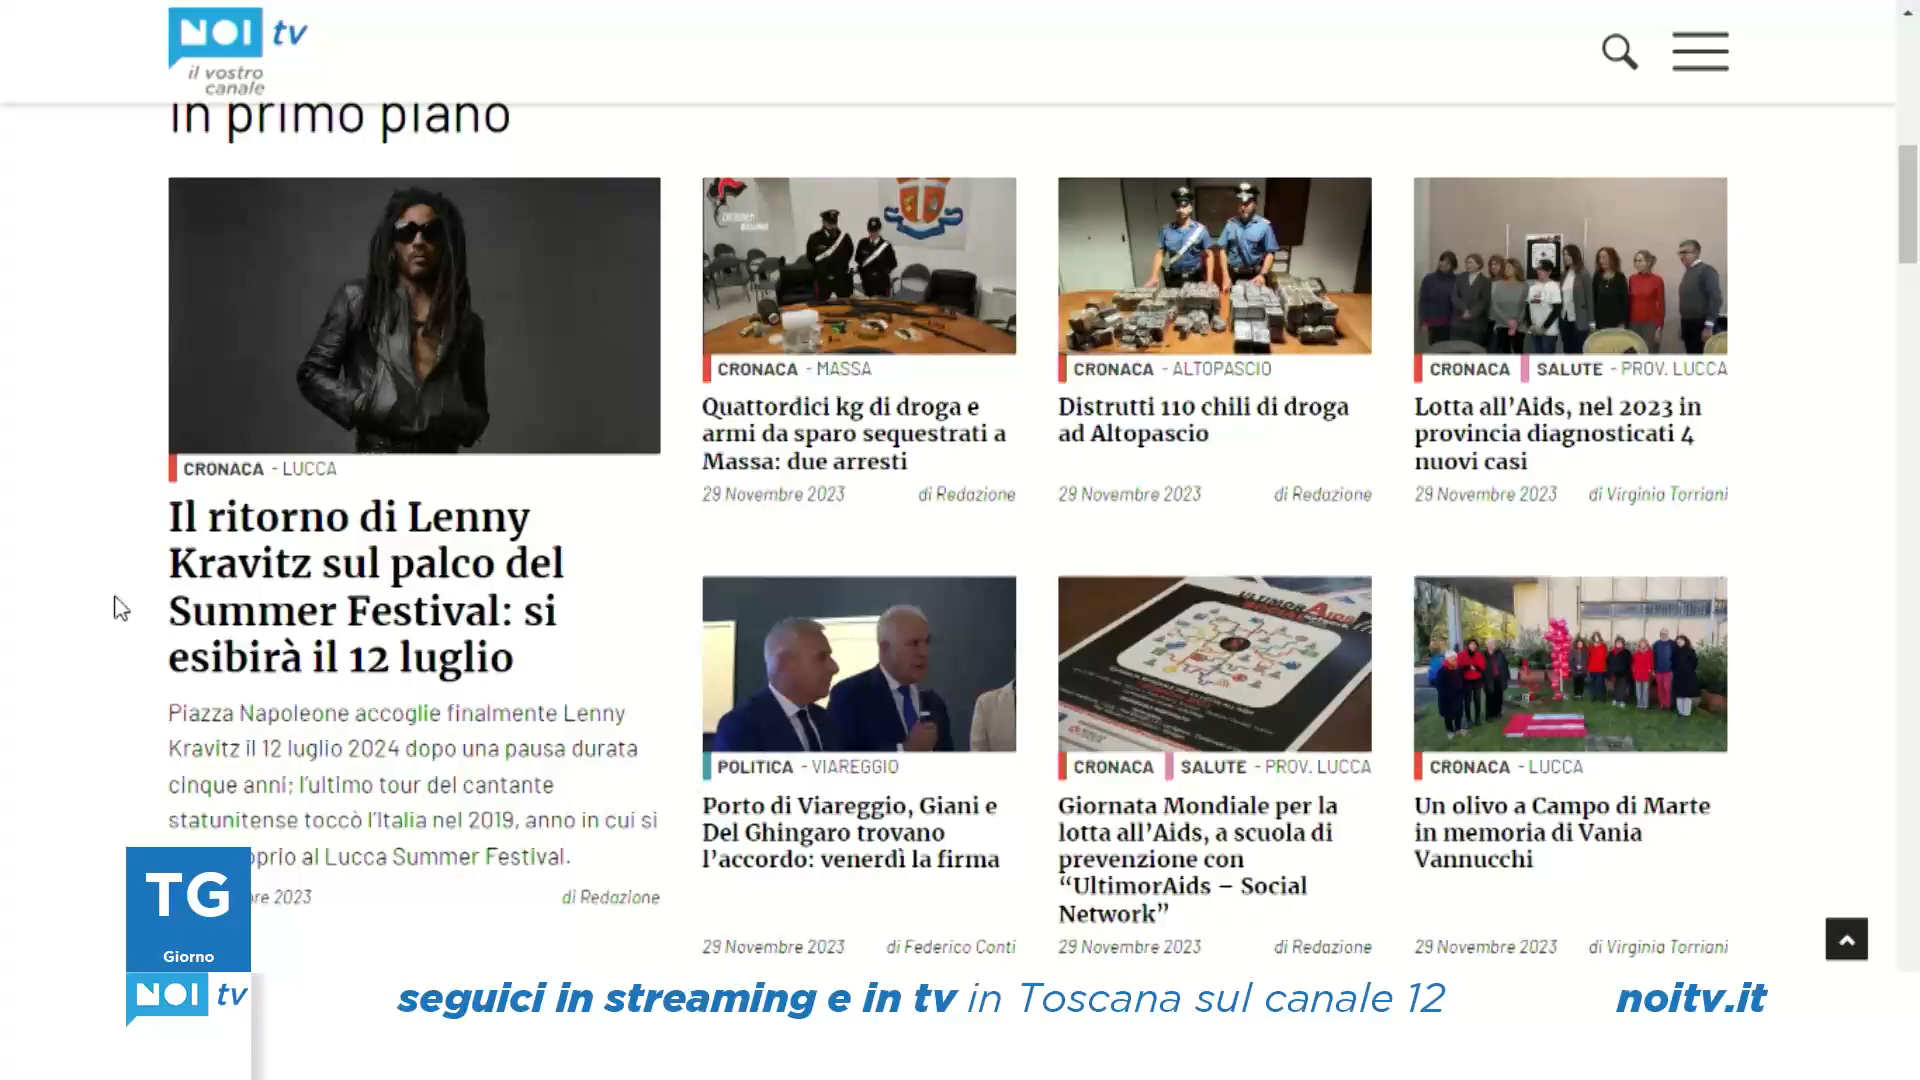 NOI tv
il vostro
canale
In primo piano
CRONACA - LUCCA
Il ritorno di Lenny
Kravitz sul palco del
Summer Festival: si
esibirà il 12 luglio
Piazza Napoleone accoglie finalmente Lenny
Kravitz il 12 luglio 2024 dopo una pausa durata
cinque anni; l'ultimo tour del cantante
statunitense toccò l'Italia nel 2019, anno in cui si
al Lucca Summer Festival.
2023 di Redazione
CRONACA - MASSA
Quattordici kg di droga e
armi da sparo sequestrati a
Massa: due arresti
29 Novembre 2023 di Redazione
CRONACA - ALTOPASCIO
Distrutti 110 chili di droga
ad Altopascio
29 Novembre 2023 di Redazione
CRONACA SALUTE - PROV. LUCCA
Lotta all’Aids, nel 2023 in
provincia diagnosticati 4
nuovi casi
29 Novembre 2023 di Virginia Torriani
POLITICA - VIAREGGIO
Porto di Viareggio, Giani e
Del Ghingaro trovano
l’accordo: venerdì la firma
29 Novembre 2023 di Federico Conti
CRONACA SALUTE - PROV. LUCCA
Giornata Mondiale per la
lotta all’Aids, a scuola di
prevenzione con
“UltimorAids – Social
Network”
29 Novembre 2023 di Redazione
CRONACA - LUCCA
Un olivo a Campo di Marte
in memoria di Vania
Vannucchi
29 Novembre 2023 di Virginia Torriani
TG
Giorno
NOI tv
seguici in streaming e in tv in Toscana sul canale 12
noitv.it